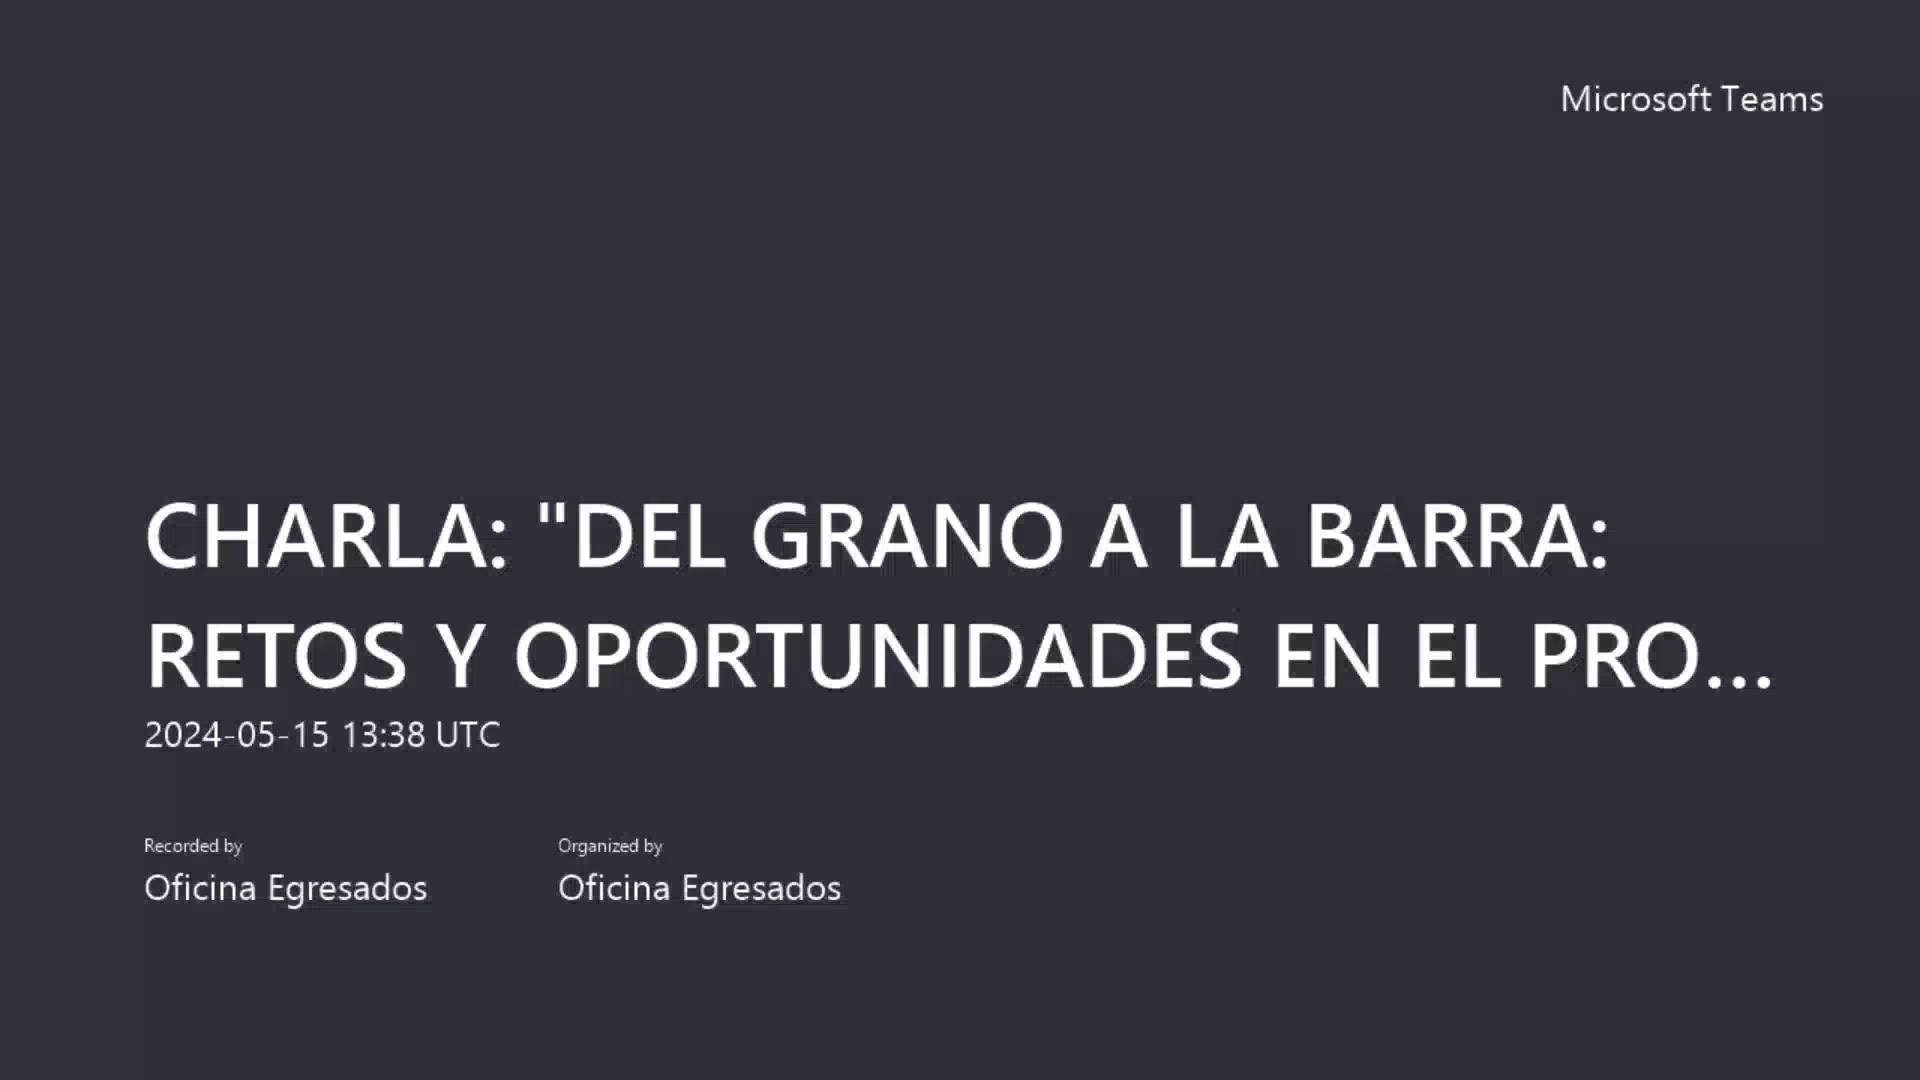 Microsoft Teams
CHARLA: "DEL GRANO A LA BARRA:
RETOS Y OPORTUNIDADES EN EL PRO...
2024-05-15 13:38 UTC
Recorded by
Oficina Egresados
Organized by
Oficina Egresados